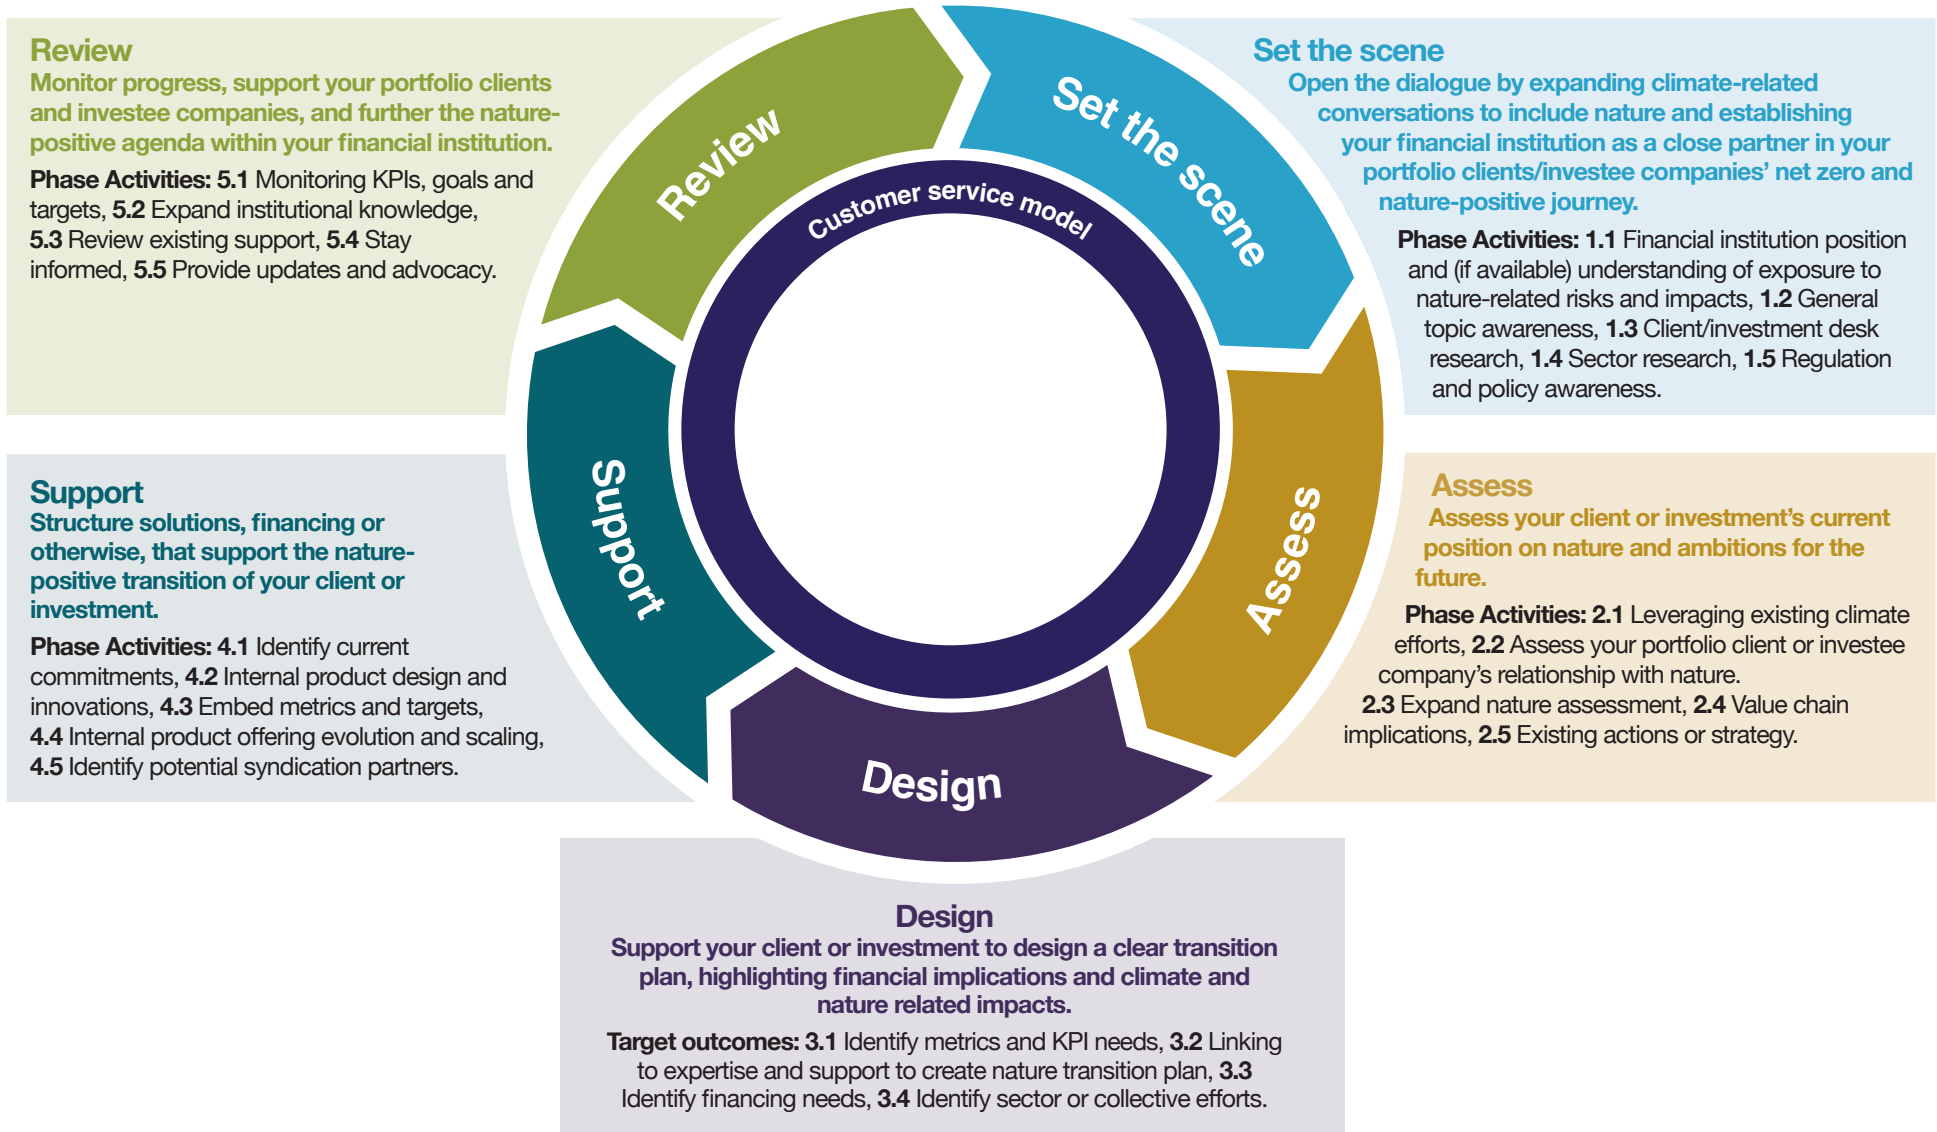 Review
Monitor progress, support your portfolio clients
and investee companies, and further the nature-
positive agenda within your financial institution.
Phase Activities: 5.1 Monitoring KPIs, goals and
targets, 5.2 Expand institutional knowledge,
5.3 Review existing support, 5.4 Stay
informed, 5.5 Provide updates and advocacy.
Set the scene
Open the dialogue by expanding climate-related
conversations to include nature and establishing
your financial institution as a close partner in your
portfolio clients/investee companies’ net zero and
nature-positive journey.
Phase Activities: 1.1 Financial institution position
and (if available) understanding of exposure to
nature-related risks and impacts, 1.2 General
topic awareness, 1.3 Client/investment desk
research, 1.4 Sector research, 1.5 Regulation
and policy awareness.
Review
Set the scene
Customer service model
Support
Assess
Design
Support
Structure solutions, financing or
otherwise, that support the nature-
positive transition of your client or
investment.
Phase Activities: 4.1 Identify current
commitments, 4.2 Internal product design and
innovations, 4.3 Embed metrics and targets,
4.4 Internal product offering evolution and scaling,
4.5 Identify potential syndication partners.
Assess
Assess your client or investment’s current
position on nature and ambitions for the
future.
Phase Activities: 2.1 Leveraging existing climate
efforts, 2.2 Assess your portfolio client or investee
company’s relationship with nature.
2.3 Expand nature assessment, 2.4 Value chain
implications, 2.5 Existing actions or strategy.
Design
Support your client or investment to design a clear transition
plan, highlighting financial implications and climate and
nature related impacts.
Target outcomes: 3.1 Identify metrics and KPI needs, 3.2 Linking
to expertise and support to create nature transition plan, 3.3
Identify financing needs, 3.4 Identify sector or collective efforts.